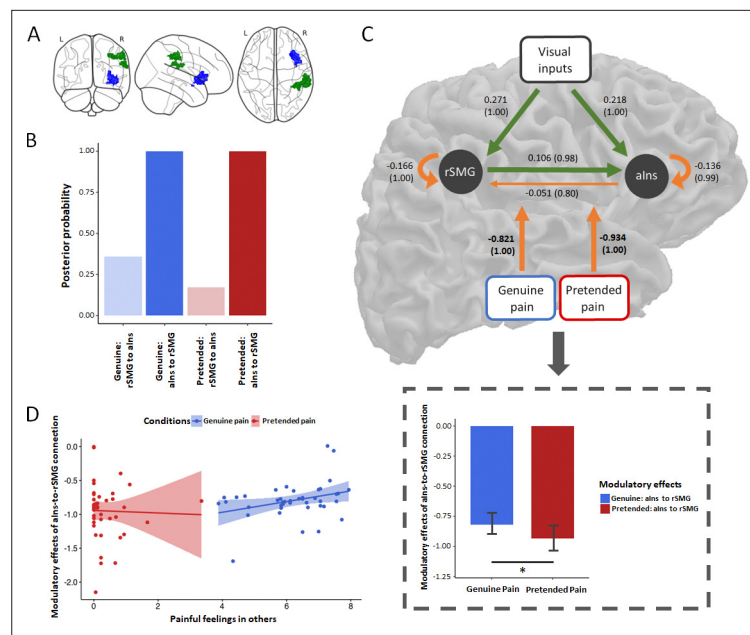 A
L R
L R
B
Posterior probability
1.00
0.75
0.50
0.25
0.00
Genuine:
rSMG to aIns
Genuine:
aIns to rSMG
Pretended:
rSMG to aIns
Pretended:
aIns to rSMG
C
Visual
inputs
0.271
(1.00)
0.218
(1.00)
-0.166
(1.00)
rSMG
0.106 (0.98)
-0.051 (0.80)
aIns
-0.136
(0.99)
-0.821
(1.00)
-0.934
(1.00)
Genuine
pain
Pretended
pain
D
Conditions
Genuine pain
Pretended pain
Modulatory effects of aIns-to-rSMG connection
0.0
-0.5
-1.0
-1.5
-2.0
0 2 4 6 8
Painful feelings in others
Modulatory effects of aIns-to-rSMG connection
0.00
-0.25
-0.50
-0.75
-1.00
-1.25
*
Genuine Pain
Pretended Pain
Modulatory effects
Genuine: aIns to rSMG
Pretended: aIns to rSMG